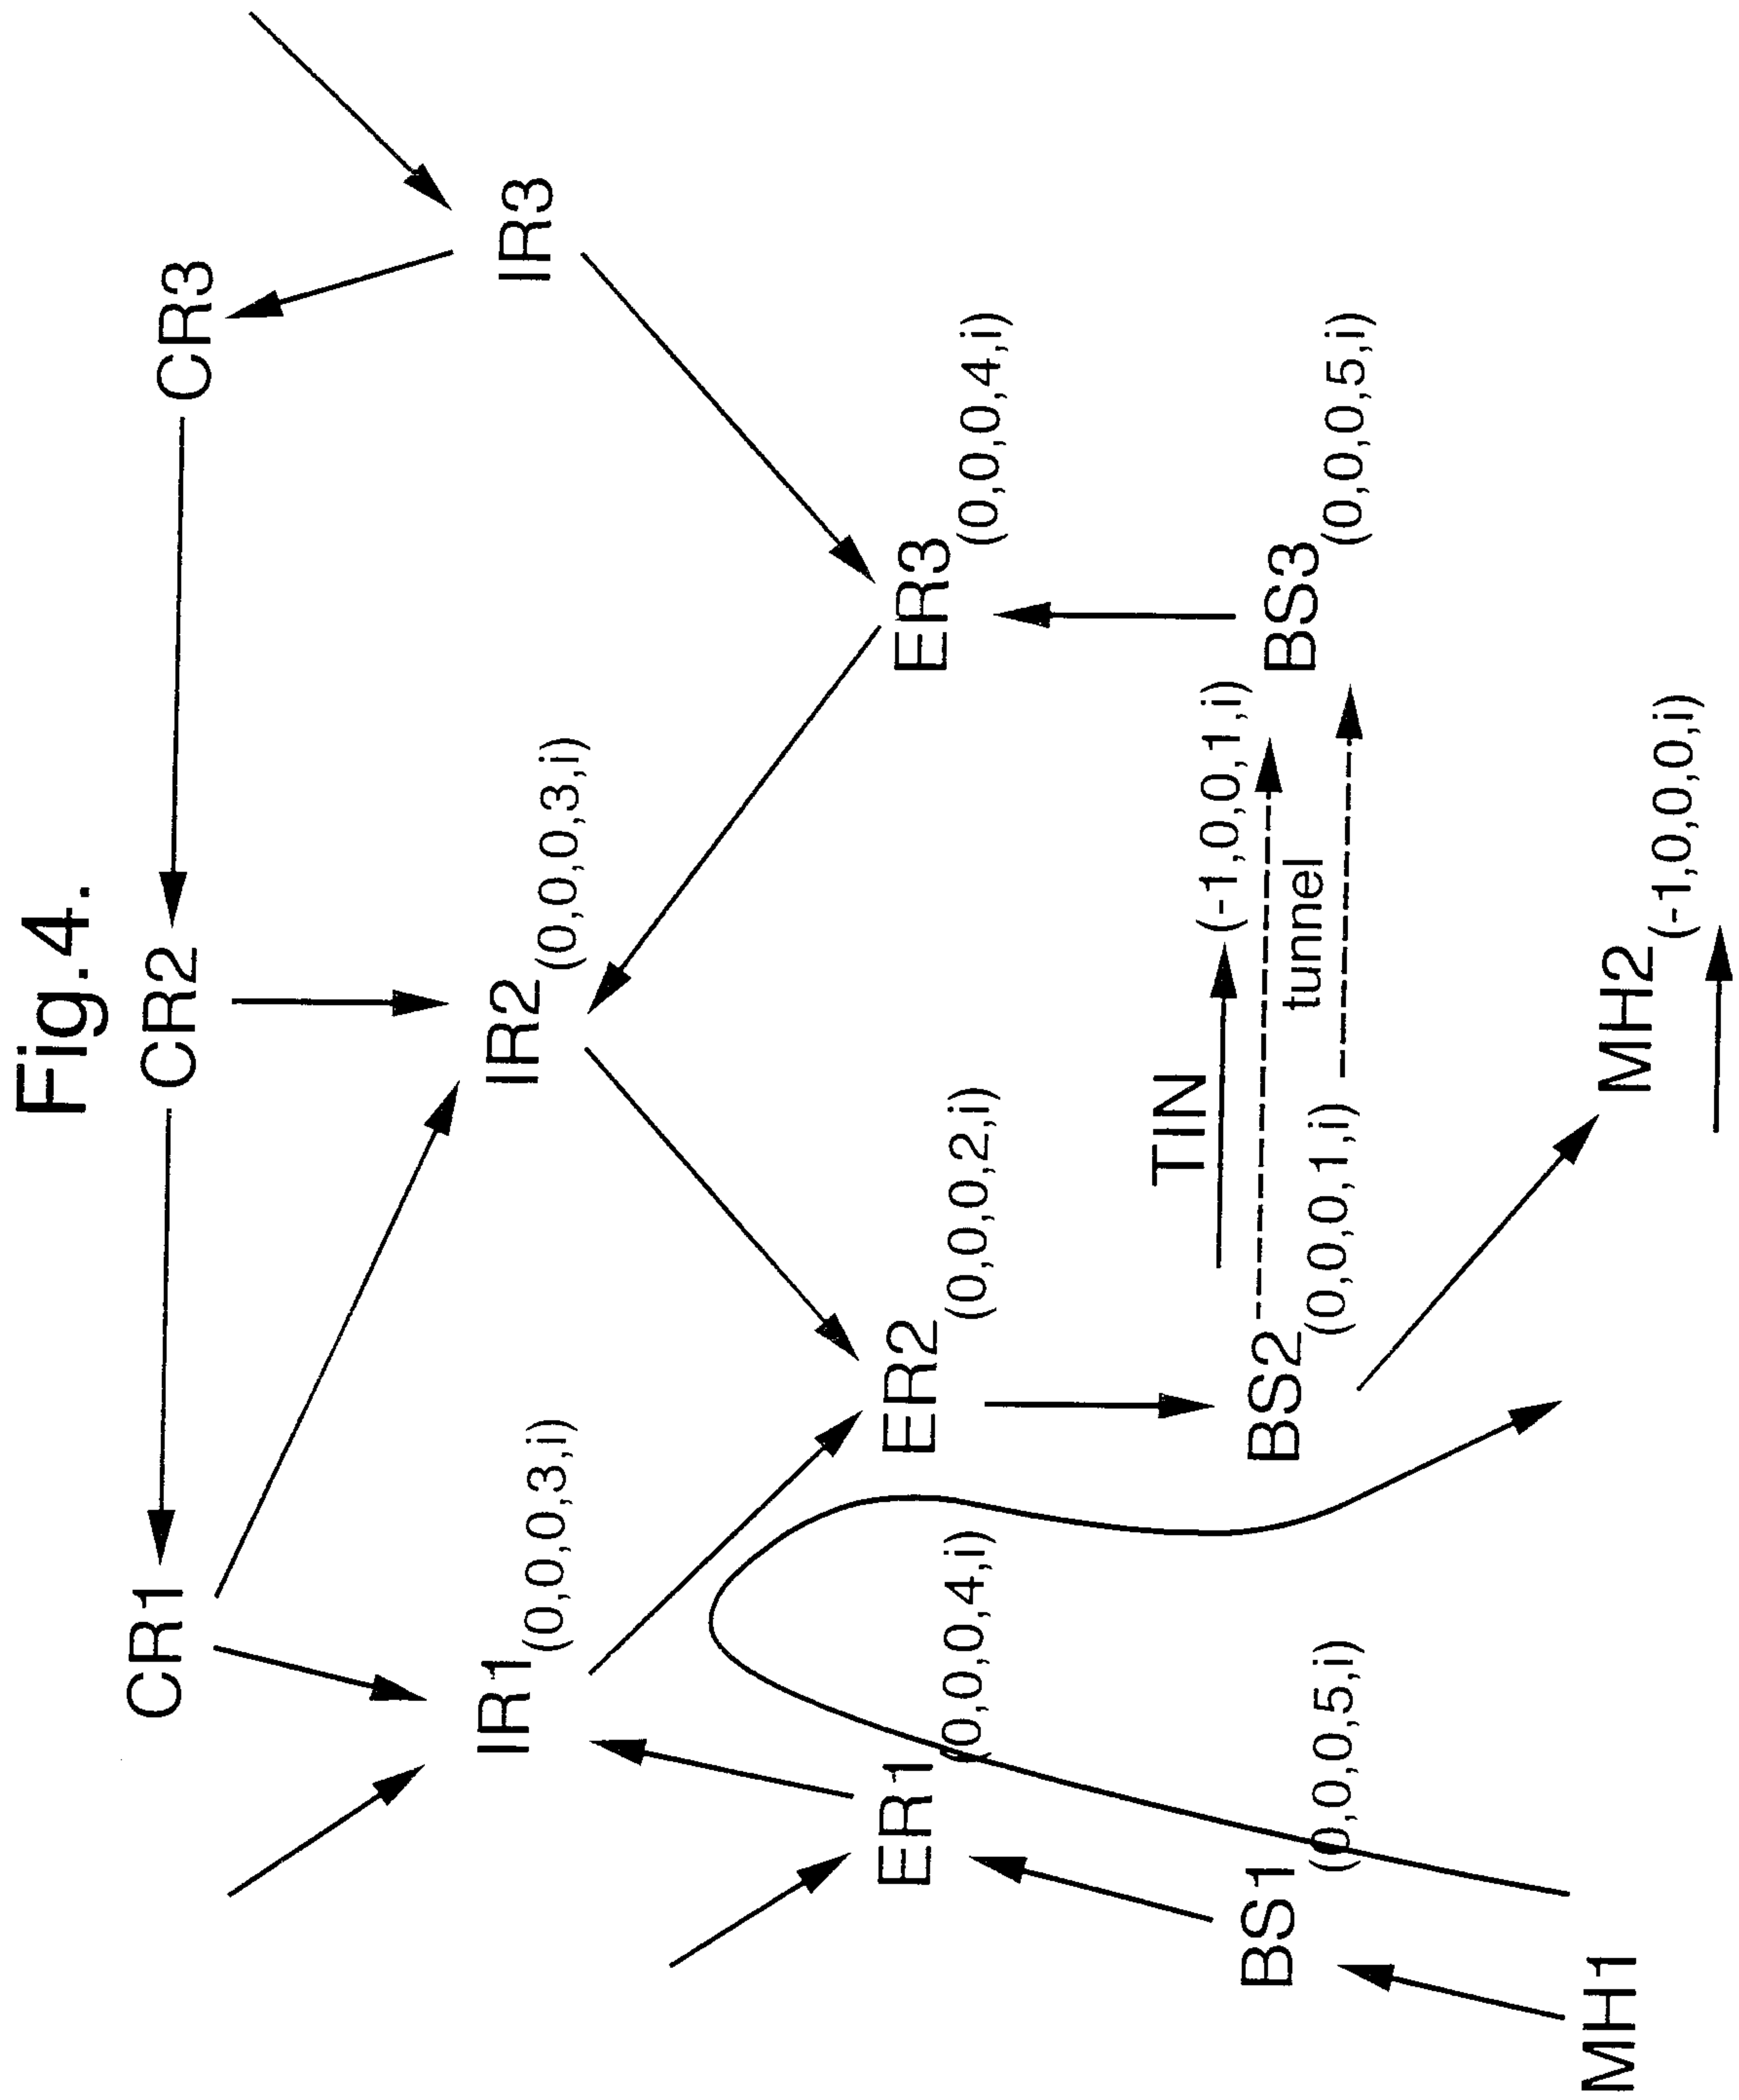 Fig.4.
CR1
CR2
CR3
IR1 (0,0,0,3,i)
IR2 (0,0,0,3,i)
IR3
ER1 (0,0,0,4,i)
ER2 (0,0,0,2,i)
ER3 (0,0,0,4,i)
TIN
(-1,0,0,1,i)
BS1 (0,0,0,5,i)
BS2 (0,0,0,1,i)
tunnel
BS3 (0,0,0,5,i)
MH1
MH2 (-1,0,0,0,i)